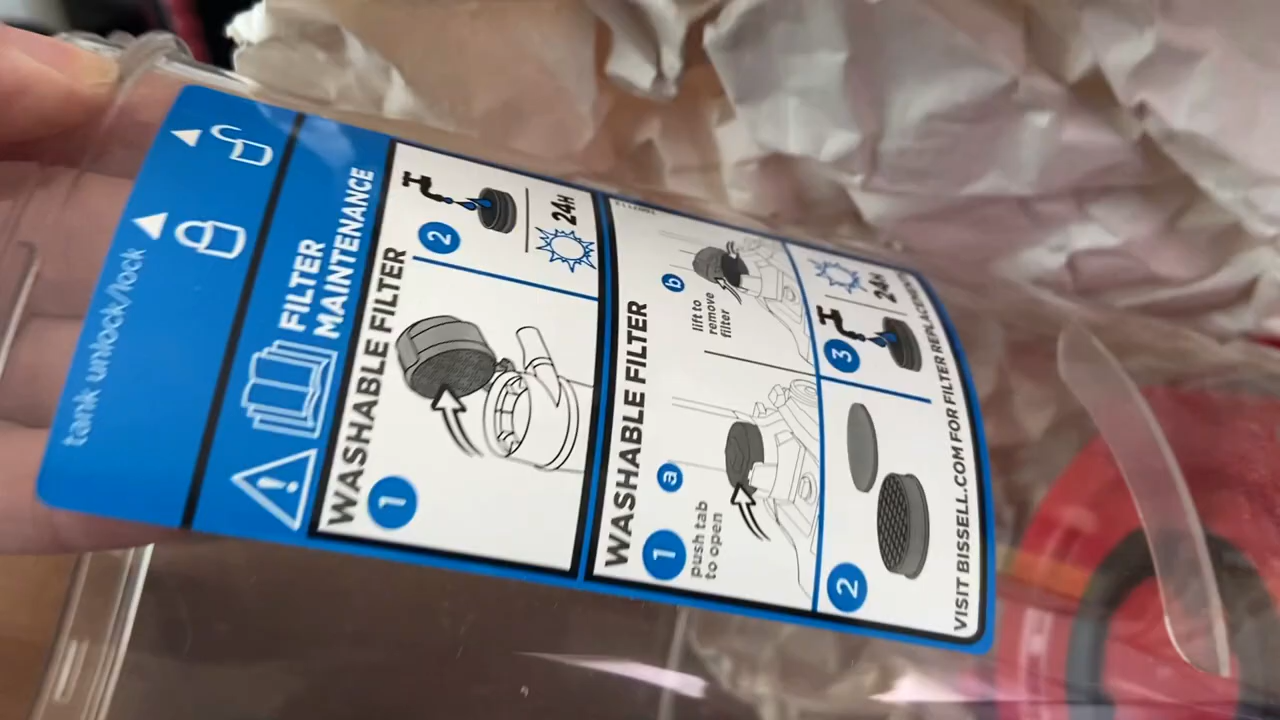 tank unlock/lock
FILTER
MAINTENANCE
WASHABLE FILTER
1
2
24H
WASHABLE FILTER
1
a
push tab
to open
b
lift to
remove
filter
2
3
24H
VISIT BISSELL.COM FOR FILTER REPLACEMENTS